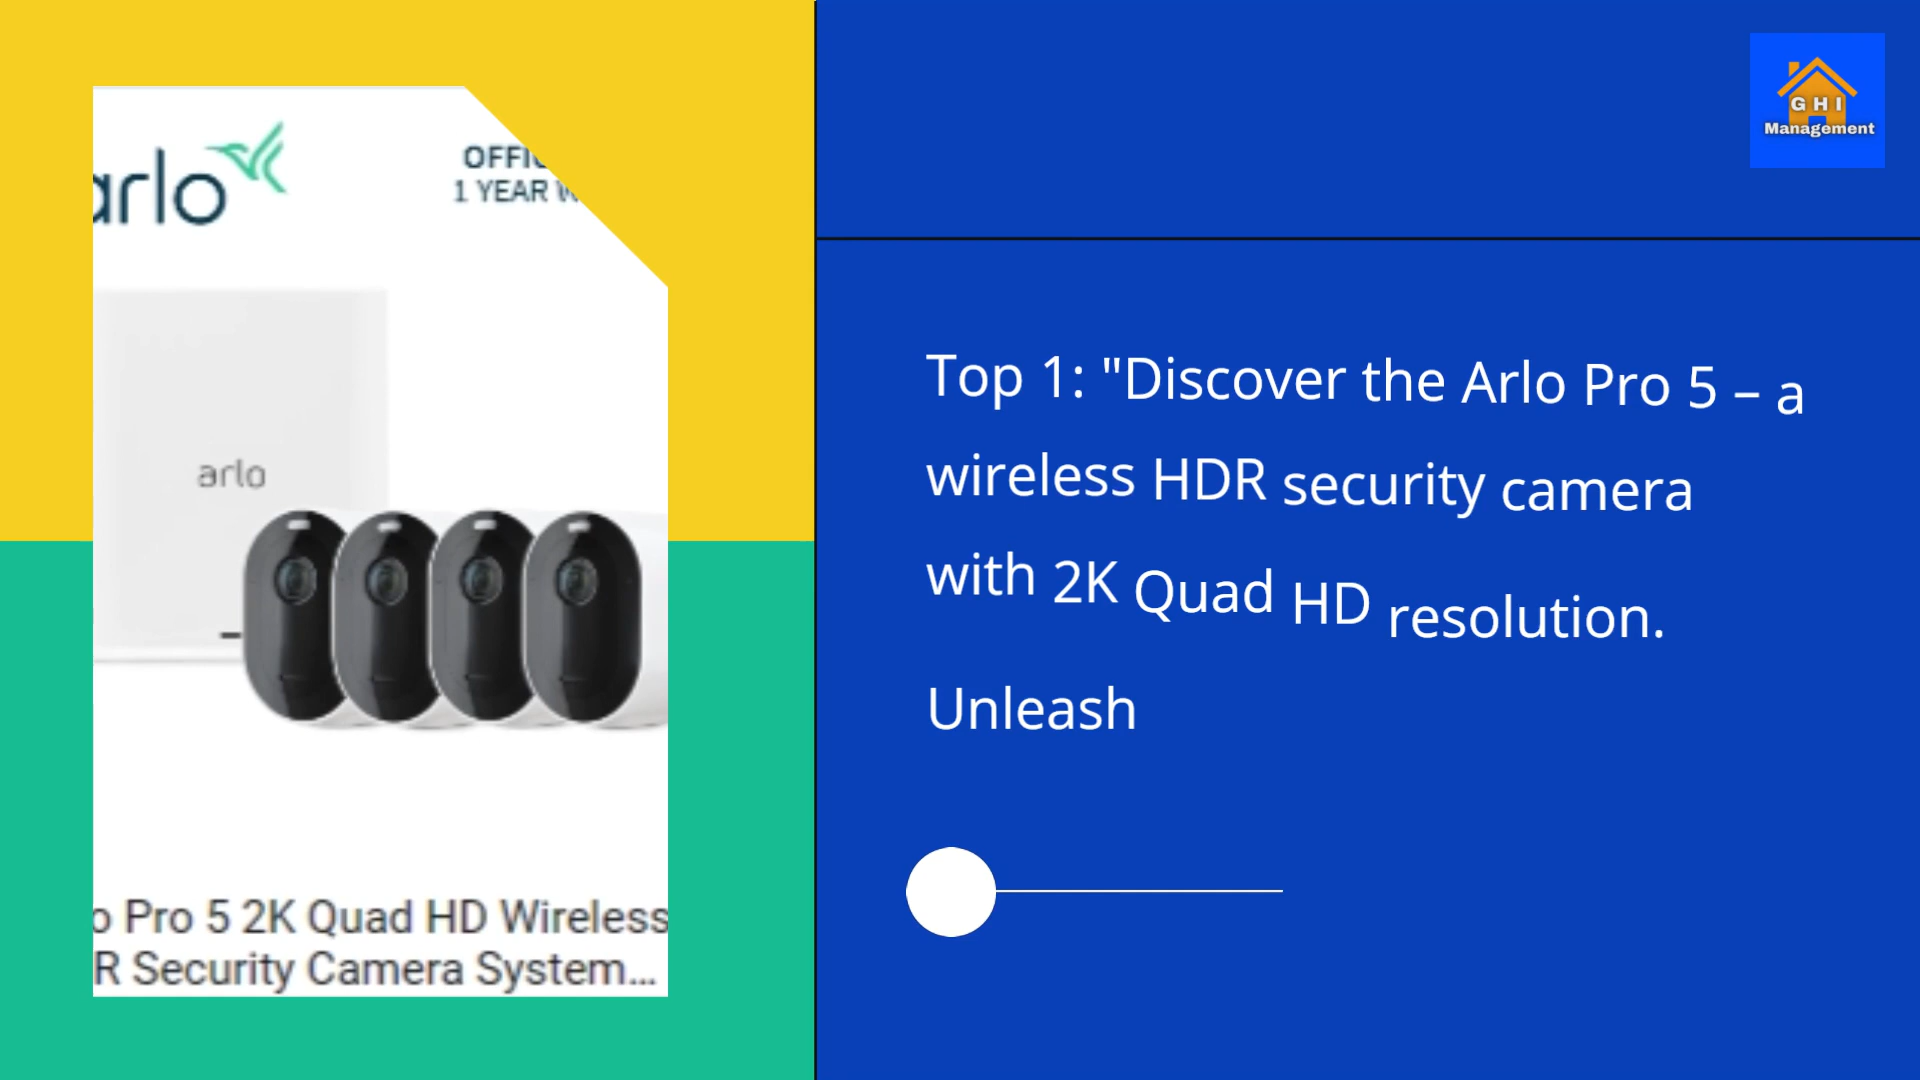 arlo
1 YEAR
arlo
Pro 5 2K Quad HD Wireless
R Security Camera System...
GHI
Management
Top 1: "Discover the Arlo Pro 5 – a
wireless HDR security camera
with 2K Quad HD resolution.
Unleash